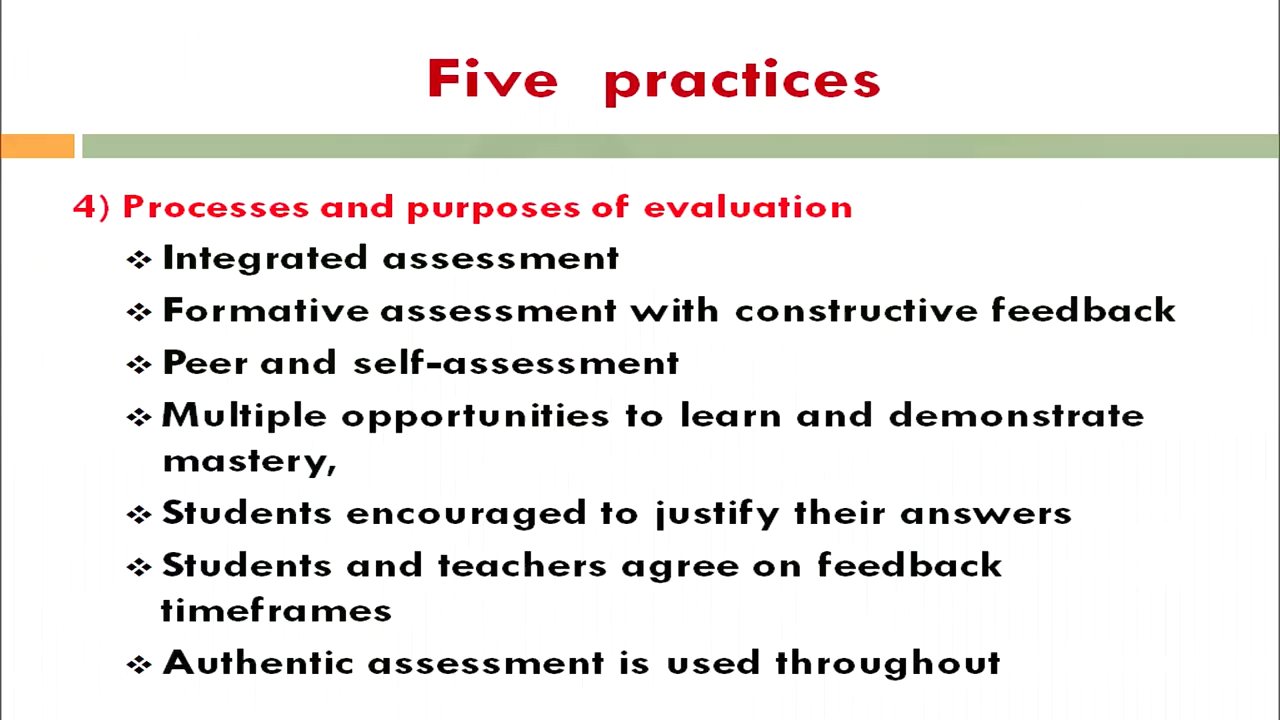 Five practices
4) Processes and purposes of evaluation
❖ Integrated assessment
❖ Formative assessment with constructive feedback
❖ Peer and self-assessment
❖ Multiple opportunities to learn and demonstrate
mastery,
❖ Students encouraged to justify their answers
❖ Students and teachers agree on feedback
timeframes
❖ Authentic assessment is used throughout